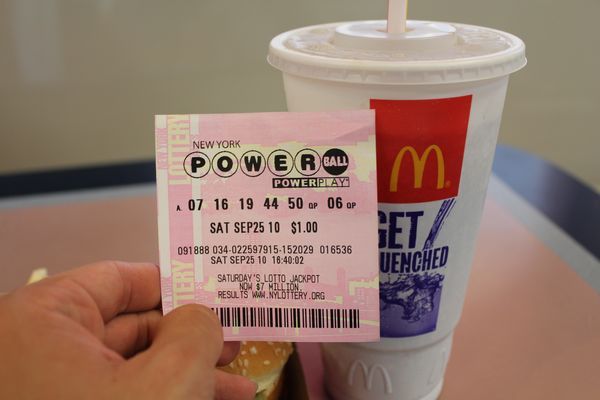 NEW YORK
POWERBALL
POWERPLAY
A. 07 16 19 44 50 QP 06 QP
SAT SEP25 10 $1.00
091888 034-022597915-152029 016536
SAT SEP25 10 16:40:02
SATURDAY'S LOTTO JACKPOT
NOW $7 MILLION.
RESULTS WWW.NYLOTTERY.ORG
LOTTERY
M
GET
UENCHED
M